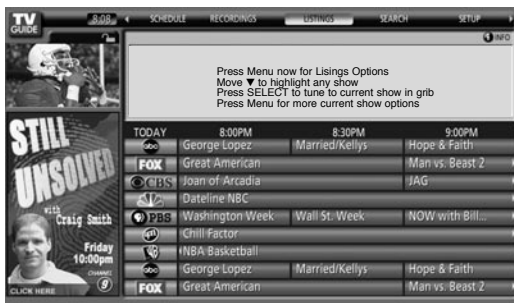 TV GUIDE 8:08 SCHEDULE RECORDINGS LISTINGS SEARCH SETUP
INFO
Press Menu now for Lisings Options
Move ▼ to highlight any show
Press SELECT to tune to current show in grib
Press Menu for more current show options
STILL
UNSOLVED
with
Craig Smith
Friday
10:00pm
CHANNEL
9
CLICK HERE
TODAY 8:00PM 8:30PM 9:00PM
abc George Lopez Married/Kellys Hope & Faith
FOX Great American Man vs. Beast 2
CBS Joan of Arcadia JAG
Dateline NBC
PBS Washington Week Wall St. Week NOW with Bill...
Chill Factor
NBA Basketball
abc George Lopez Married/Kellys Hope & Faith
FOX Great American Man vs. Beast 2